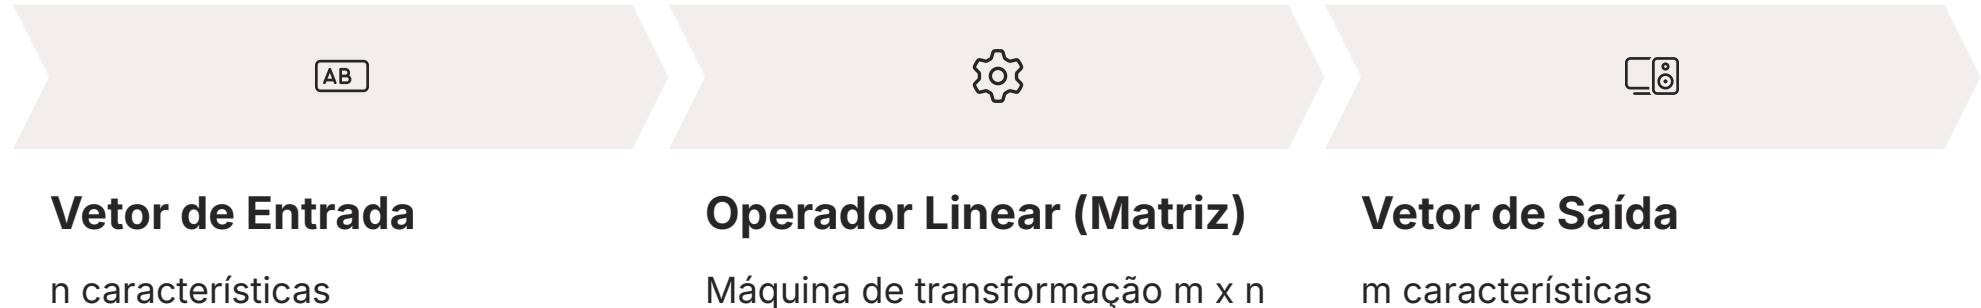 AB
Vetor de Entrada
n características
Operador Linear (Matriz)
Máquina de transformação m x n
Vetor de Saída
m características